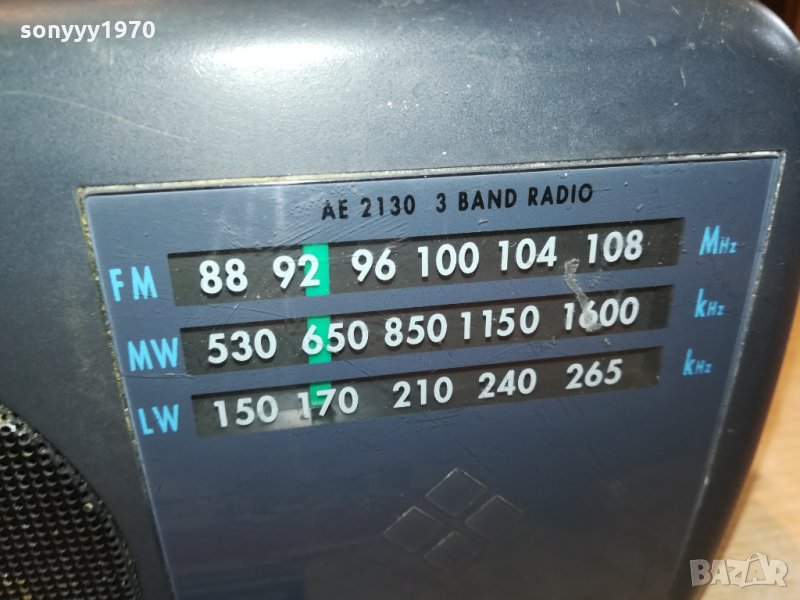 sonyyy1970
AE 2130 3 BAND RADIO
FM 88 92 96 100 104 108 MHz
MW 530 650 850 1150 1600 kHz
LW 150 170 210 240 265 kHz
BAZAR